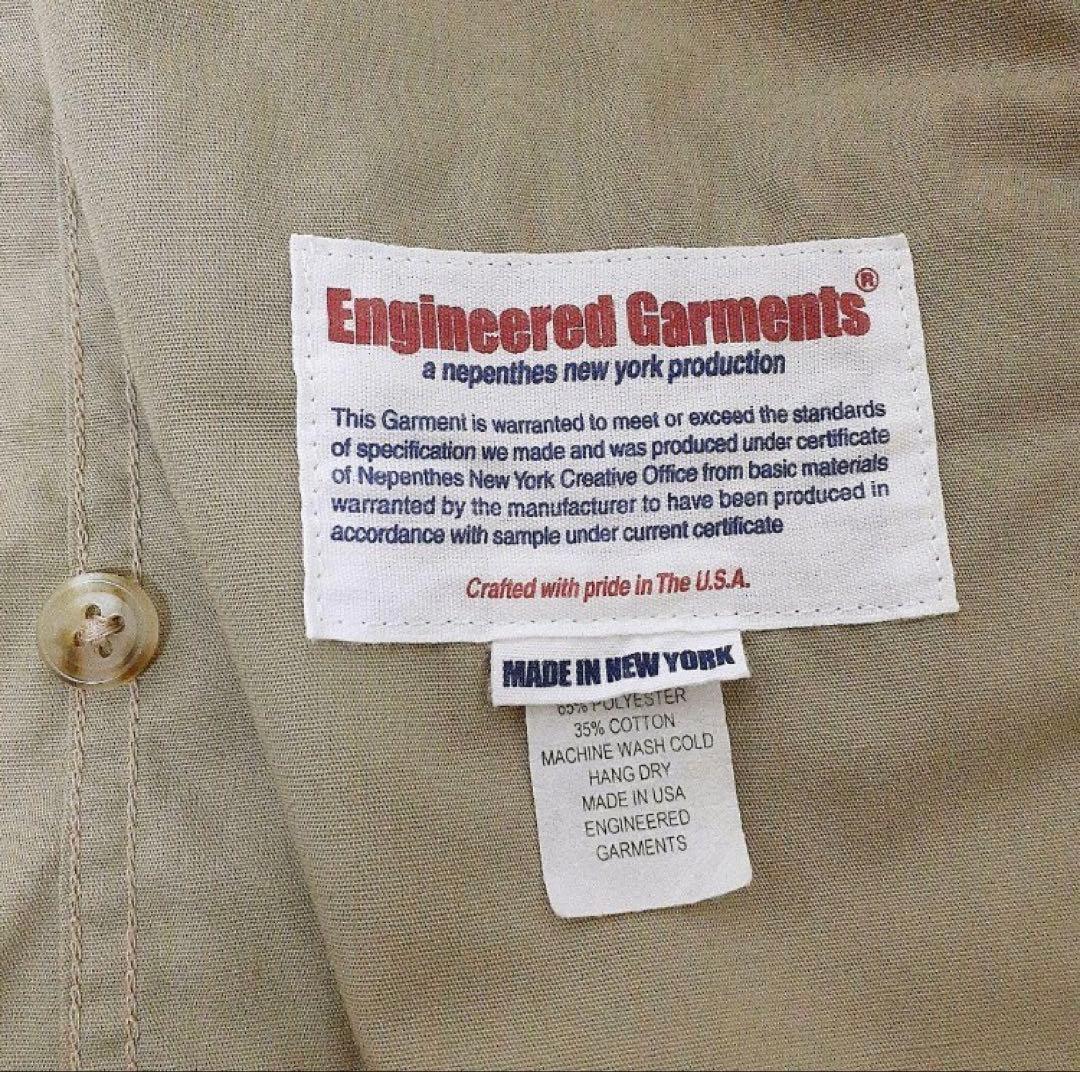 Engineered Garments®
a nepenthes new york production
This Garment is warranted to meet or exceed the standards
of specification we made and was produced under certificate
of Nepenthes New York Creative Office from basic materials
warranted by the manufacturer to have been produced in
accordance with sample under current certificate
Crafted with pride in The U.S.A.
MADE IN NEW YORK
65% POLYESTER
35% COTTON
MACHINE WASH COLD
HANG DRY
MADE IN USA
ENGINEERED
GARMENTS